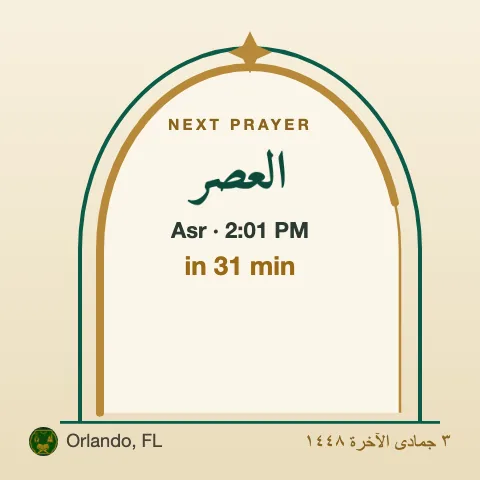 NEXT PRAYER
العصر
Asr · 2:01 PM
in 31 min
Orlando, FL
٣ جمادى الآخرة ١٤٤٨